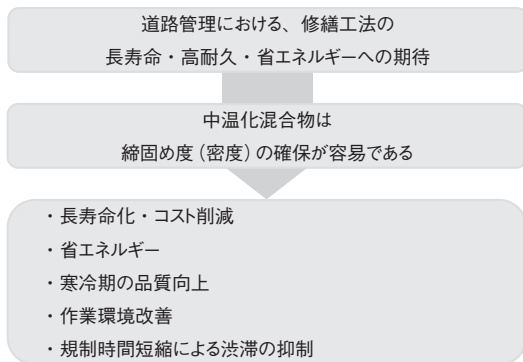 道路管理における、修繕工法の
長寿命・高耐久・省エネルギーへの期待
中温化混合物は
締固め度（密度）の確保が容易である
・長寿命化・コスト削減
・省エネルギー
・寒冷期の品質向上
・作業環境改善
・規制時間短縮による渋滞の抑制